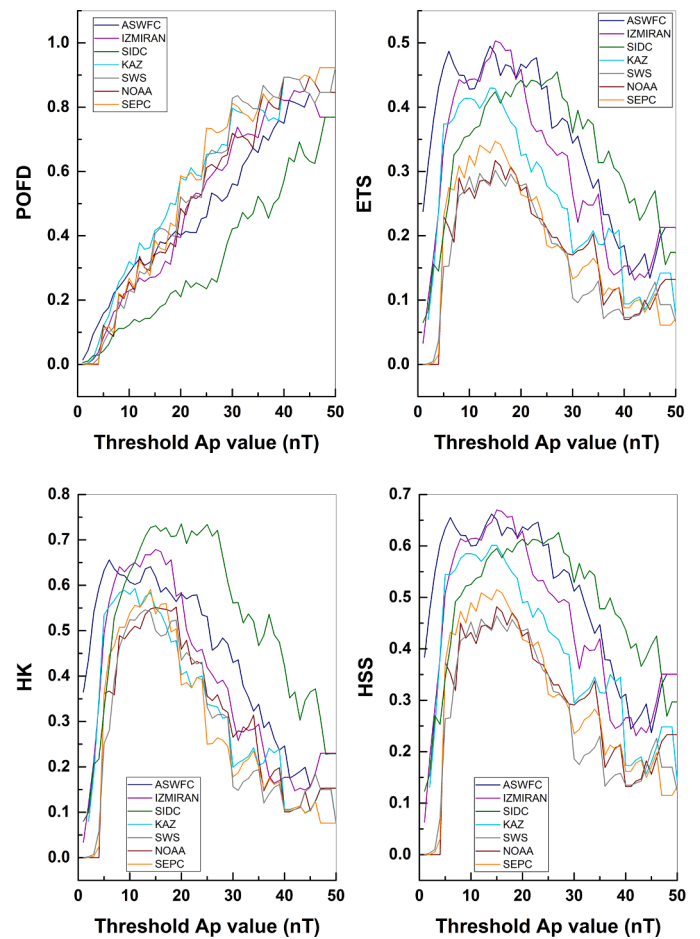 POFD
1.0
0.8
0.6
0.4
0.2
0.0
ASWFC
IZMIRAN
SIDC
KAZ
SWS
NOAA
SEPC
0 10 20 30 40 50
Threshold Ap value (nT)
ETS
0.5
0.4
0.3
0.2
0.1
0.0
ASWFC
IZMIRAN
SIDC
KAZ
SWS
NOAA
SEPC
0 10 20 30 40 50
Threshold Ap value (nT)
HK
0.8
0.7
0.6
0.5
0.4
0.3
0.2
0.1
0.0
ASWFC
IZMIRAN
SIDC
KAZ
SWS
NOAA
SEPC
0 10 20 30 40 50
Threshold Ap value (nT)
HSS
0.7
0.6
0.5
0.4
0.3
0.2
0.1
0.0
ASWFC
IZMIRAN
SIDC
KAZ
SWS
NOAA
SEPC
0 10 20 30 40 50
Threshold Ap value (nT)